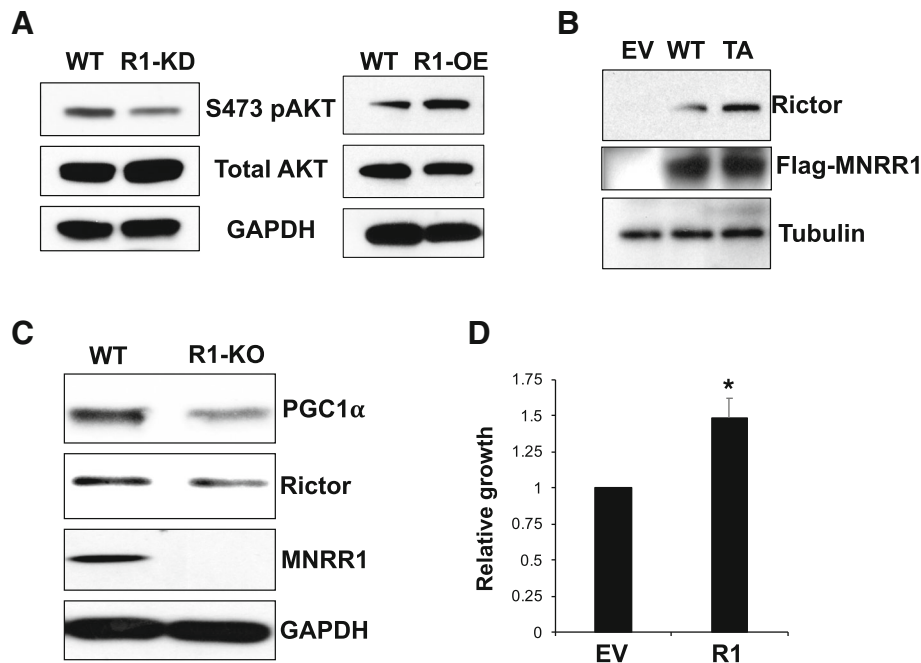 A
WT R1-KD
S473 pAKT
Total AKT
GAPDH
WT R1-OE
B
EV WT TA
Rictor
Flag-MNRR1
Tubulin
C
WT R1-KO
PGC1α
Rictor
MNRR1
GAPDH
D
Relative growth
1.75
1.5
1.25
1
0.75
0.5
0.25
0
*
EV R1